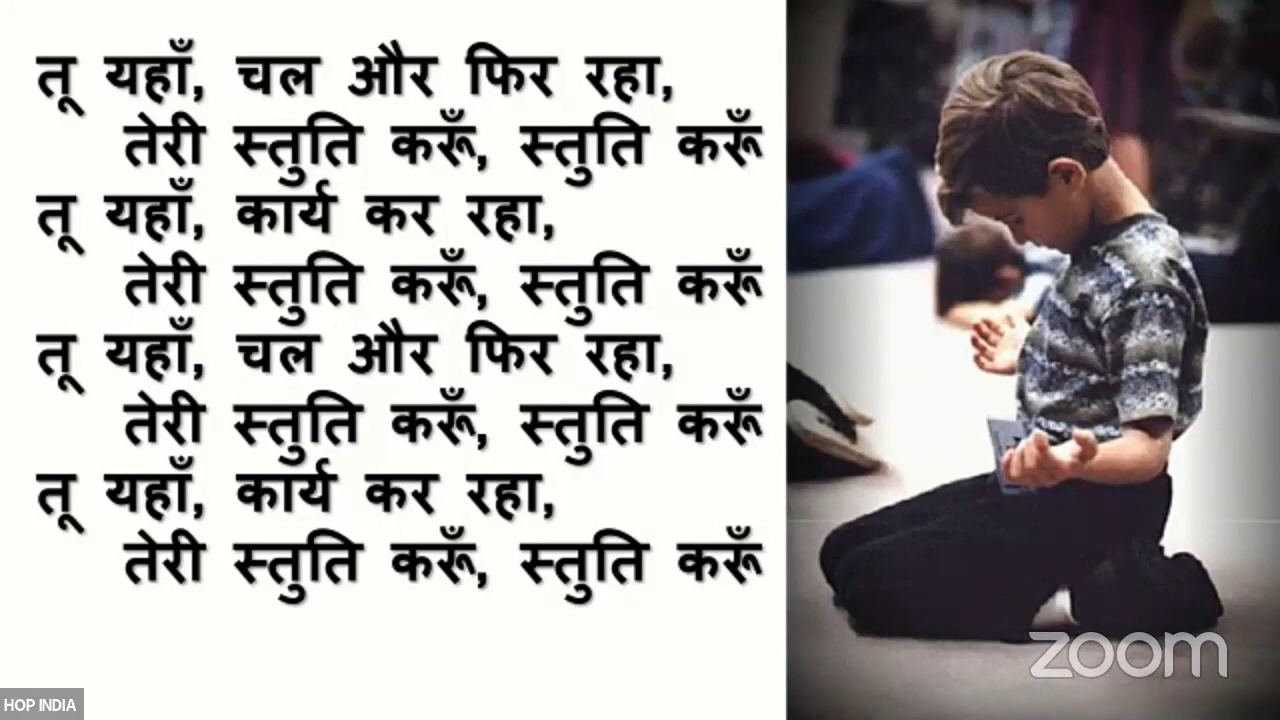 तू यहाँ, चल और फिर रहा,
तेरी स्तुति करूँ, स्तुति करूँ
तू यहाँ, कार्य कर रहा,
तेरी स्तुति करूँ, स्तुति करूँ
तू यहाँ, चल और फिर रहा,
तेरी स्तुति करूँ, स्तुति करूँ
तू यहाँ, कार्य कर रहा,
तेरी स्तुति करूँ, स्तुति करूँ
zoom
HOP INDIA